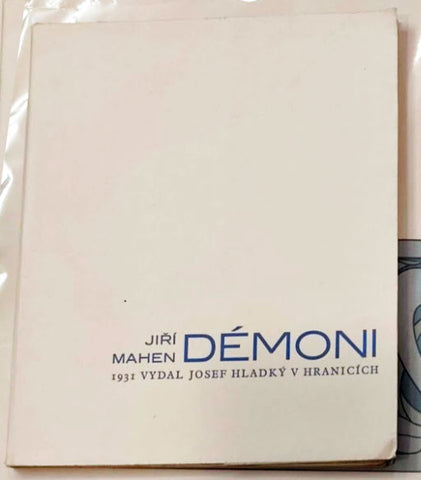 JIŘÍ
MAHEN DÉMONI
1931 VYDAL JOSEF HLADKÝ V HRANICÍCH